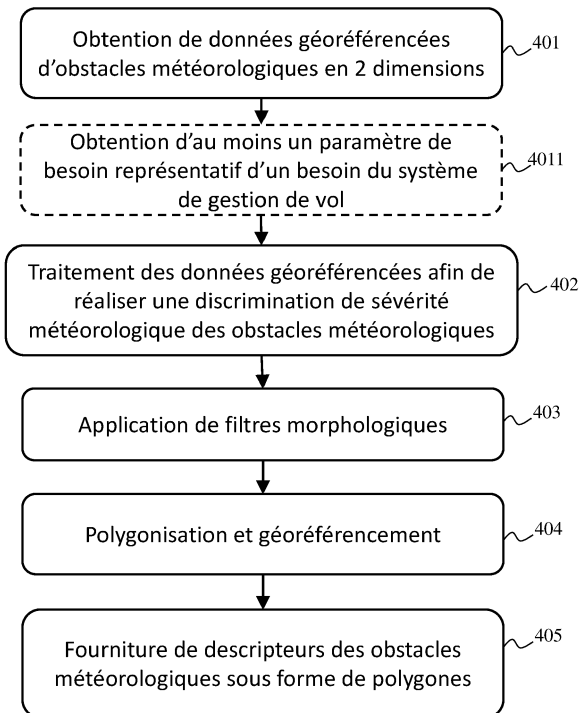 Obtention de données géoréférencées
d'obstacles météorologiques en 2 dimensions
401
Obtention d'au moins un paramètre de
besoin représentatif d'un besoin du système
de gestion de vol
4011
Traitement des données géoréférencées afin de
réaliser une discrimination de sévérité
météorologique des obstacles météorologiques
402
Application de filtres morphologiques
403
Polygonisation et géoréférencement
404
Fourniture de descripteurs des obstacles
météorologiques sous forme de polygones
405